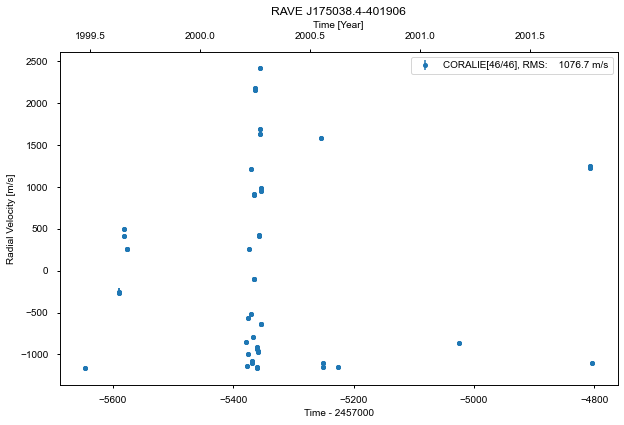 RAVE J175038.4-401906
Time [Year]
1999.5 2000.0 2000.5 2001.0 2001.5
CORALIE[46/46], RMS: 1076.7 m/s
Radial Velocity [m/s]
2500
2000
1500
1000
500
0
−500
−1000
−5600 −5400 −5200 −5000 −4800
Time - 2457000